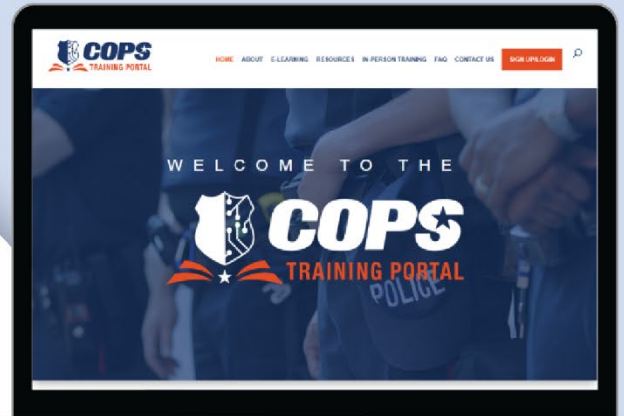 COPS
TRAINING PORTAL
HOME ABOUT E-LEARNING RESOURCES IN-PERSON TRAINING FAQ CONTACT US SIGN UP/LOGIN
WELCOME TO THE
COPS
TRAINING PORTAL
POLICE